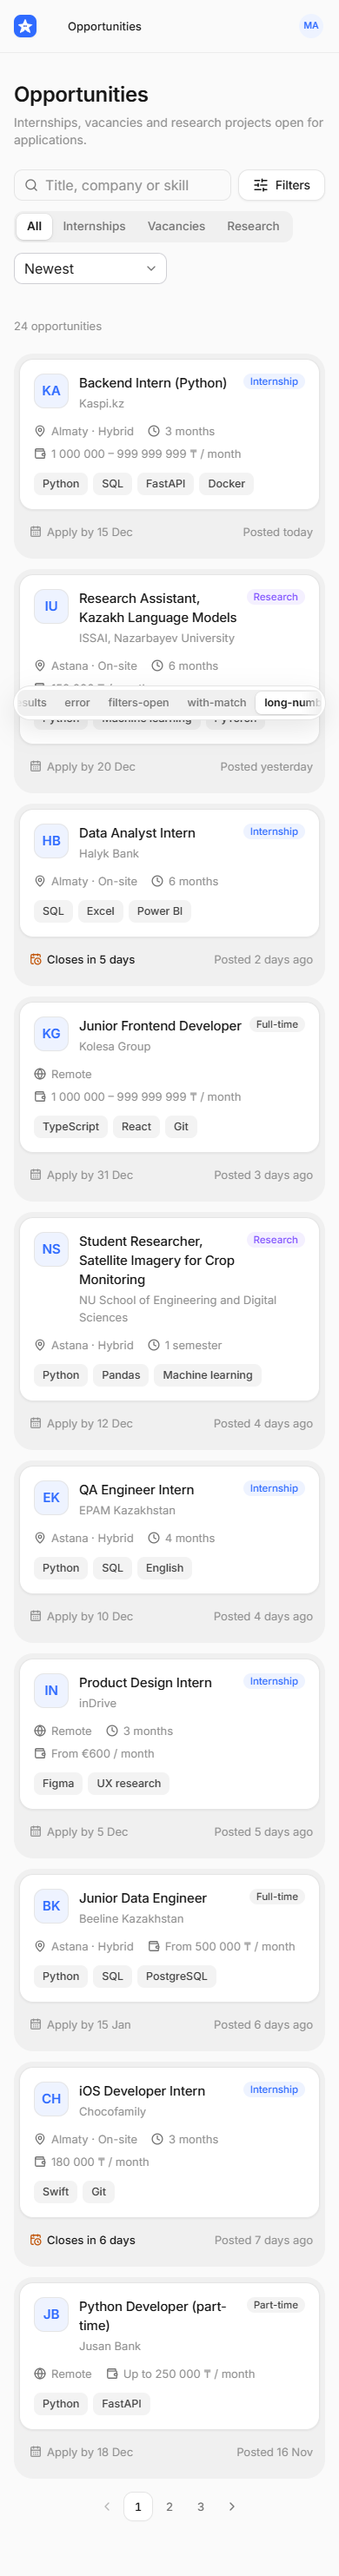 Opportunities
MA
Opportunities
Internships, vacancies and research projects open for
applications.
Title, company or skill
Filters
All Internships Vacancies Research
Newest
24 opportunities
KA
Backend Intern (Python)
Internship
Kaspi.kz
Almaty · Hybrid 3 months
1 000 000 – 999 999 999 ₸ / month
Python SQL FastAPI Docker
Apply by 15 Dec Posted today
IU
Research Assistant,
Kazakh Language Models
Research
ISSAI, Nazarbayev University
Astana · On-site 6 months
error filters-open with-match
Apply by 20 Dec Posted yesterday
HB
Data Analyst Intern
Internship
Halyk Bank
Almaty · On-site 6 months
SQL Excel Power BI
Closes in 5 days Posted 2 days ago
KG
Junior Frontend Developer
Full-time
Kolesa Group
Remote
1 000 000 – 999 999 999 ₸ / month
TypeScript React Git
Apply by 31 Dec Posted 3 days ago
NS
Student Researcher,
Satellite Imagery for Crop
Monitoring
Research
NU School of Engineering and Digital
Sciences
Astana · Hybrid 1 semester
Python Pandas Machine learning
Apply by 12 Dec Posted 4 days ago
EK
QA Engineer Intern
Internship
EPAM Kazakhstan
Astana · Hybrid 4 months
Python SQL English
Apply by 10 Dec Posted 4 days ago
IN
Product Design Intern
Internship
inDrive
Remote 3 months
From €600 / month
Figma UX research
Apply by 5 Dec Posted 5 days ago
BK
Junior Data Engineer
Full-time
Beeline Kazakhstan
Astana · Hybrid From 500 000 ₸ / month
Python SQL PostgreSQL
Apply by 15 Jan Posted 6 days ago
CH
iOS Developer Intern
Internship
Chocofamily
Almaty · On-site 3 months
180 000 ₸ / month
Swift Git
Closes in 6 days Posted 7 days ago
JB
Python Developer (part-
time)
Part-time
Jusan Bank
Remote Up to 250 000 ₸ / month
Python FastAPI
Apply by 18 Dec Posted 16 Nov
1 2 3